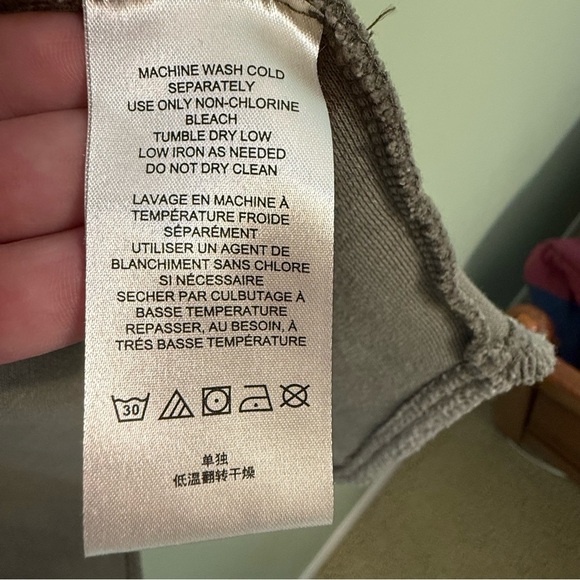 MACHINE WASH COLD
SEPARATELY
USE ONLY NON-CHLORINE
BLEACH
TUMBLE DRY LOW
LOW IRON AS NEEDED
DO NOT DRY CLEAN
LAVAGE EN MACHINE À
TEMPÉRATURE FROIDE
SÉPARÉMENT
UTILISER UN AGENT DE
BLANCHIMENT SANS CHLORE
SI NÉCESSAIRE
SECHER PAR CULBUTAGE À
BASSE TEMPERATURE
REPASSER, AU BESOIN, À
TRÉS BASSE TEMPÉRATURE
30
单独
低温翻转干燥